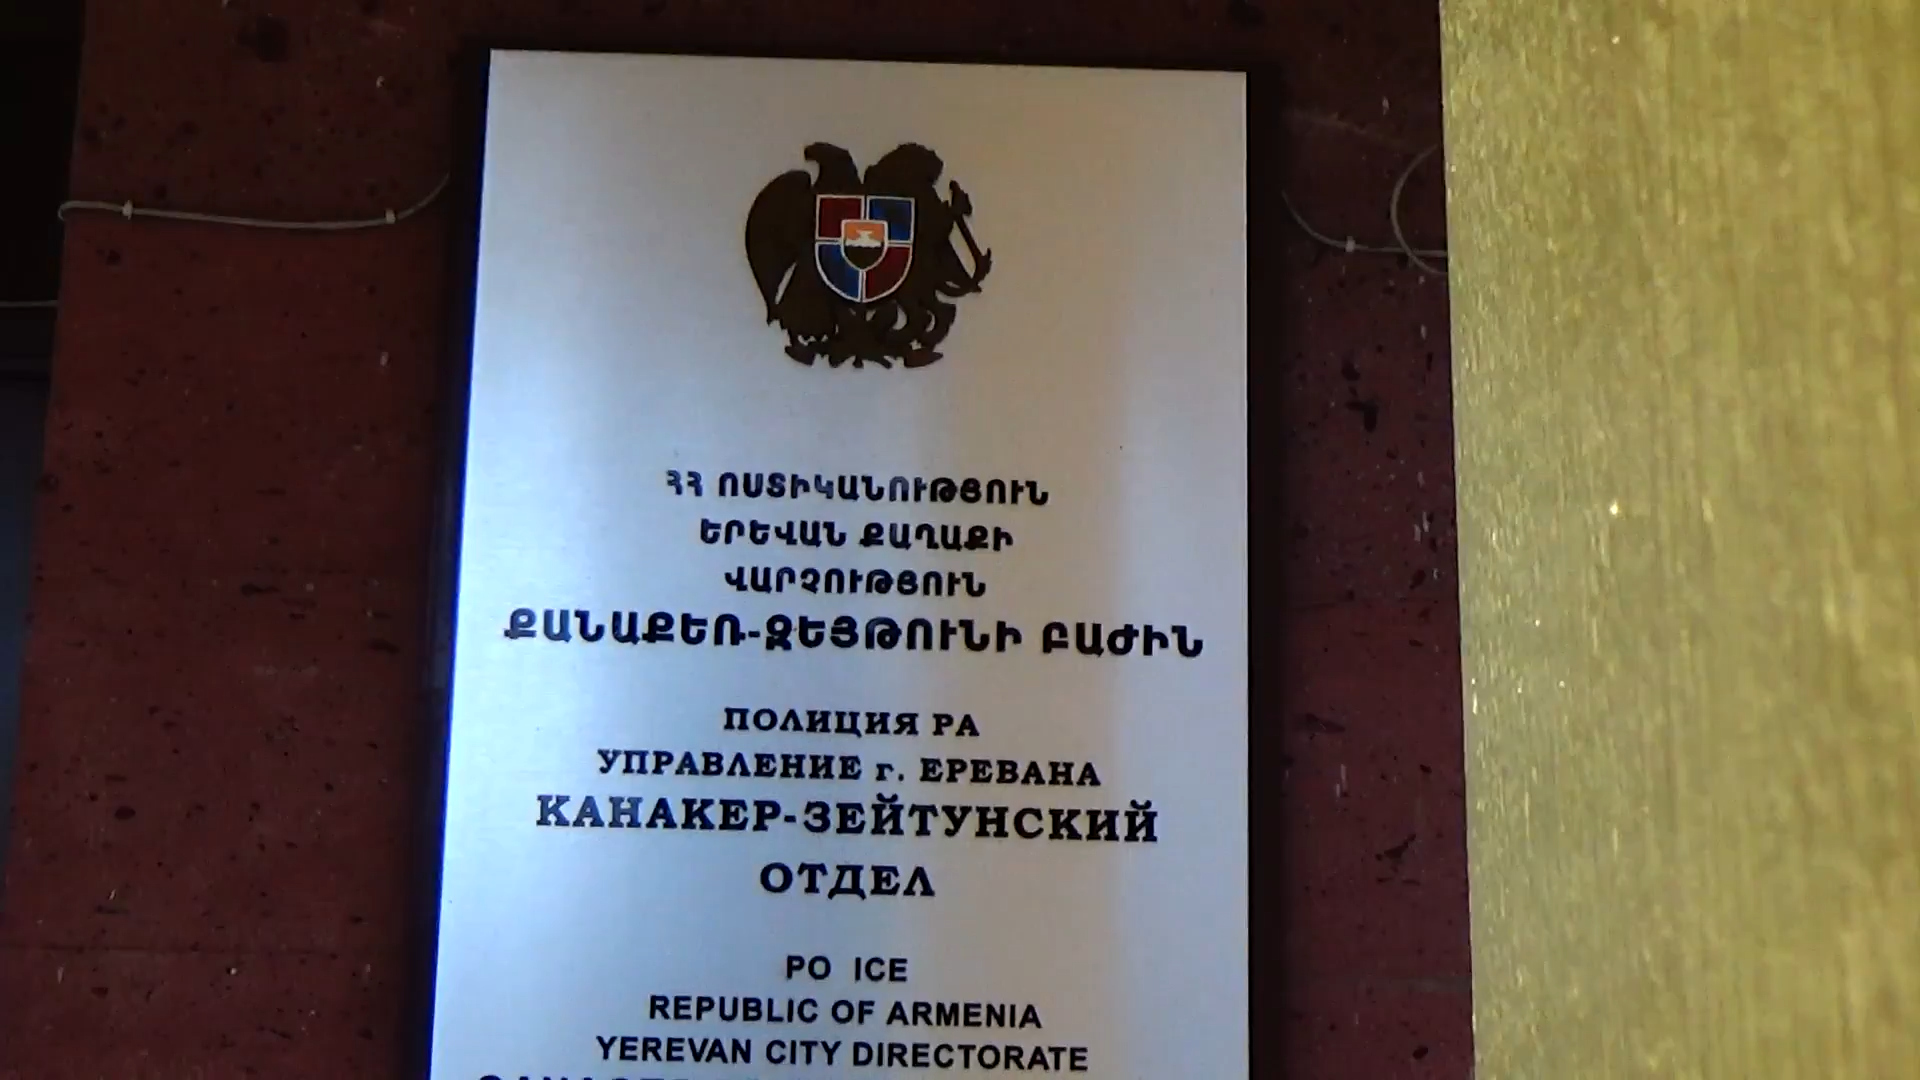 ՀՀ ՈՍՏԻԿԱՆՈՒԹՅՈՒՆ
ԵՐԵՎԱՆ ՔԱՂԱՔԻ
ՎԱՐՉՈՒԹՅՈՒՆ
ՔԱՆԱՔԵՌ-ԶԵՅԹՈՒՆԻ ԲԱԺԻՆ
ПОЛИЦИЯ РА
УПРАВЛЕНИЕ г. ЕРЕВАНА
КАНАКЕР-ЗЕЙТУНСКИЙ
ОТДЕЛ
PO ICE
REPUBLIC OF ARMENIA
YEREVAN CITY DIRECTORATE